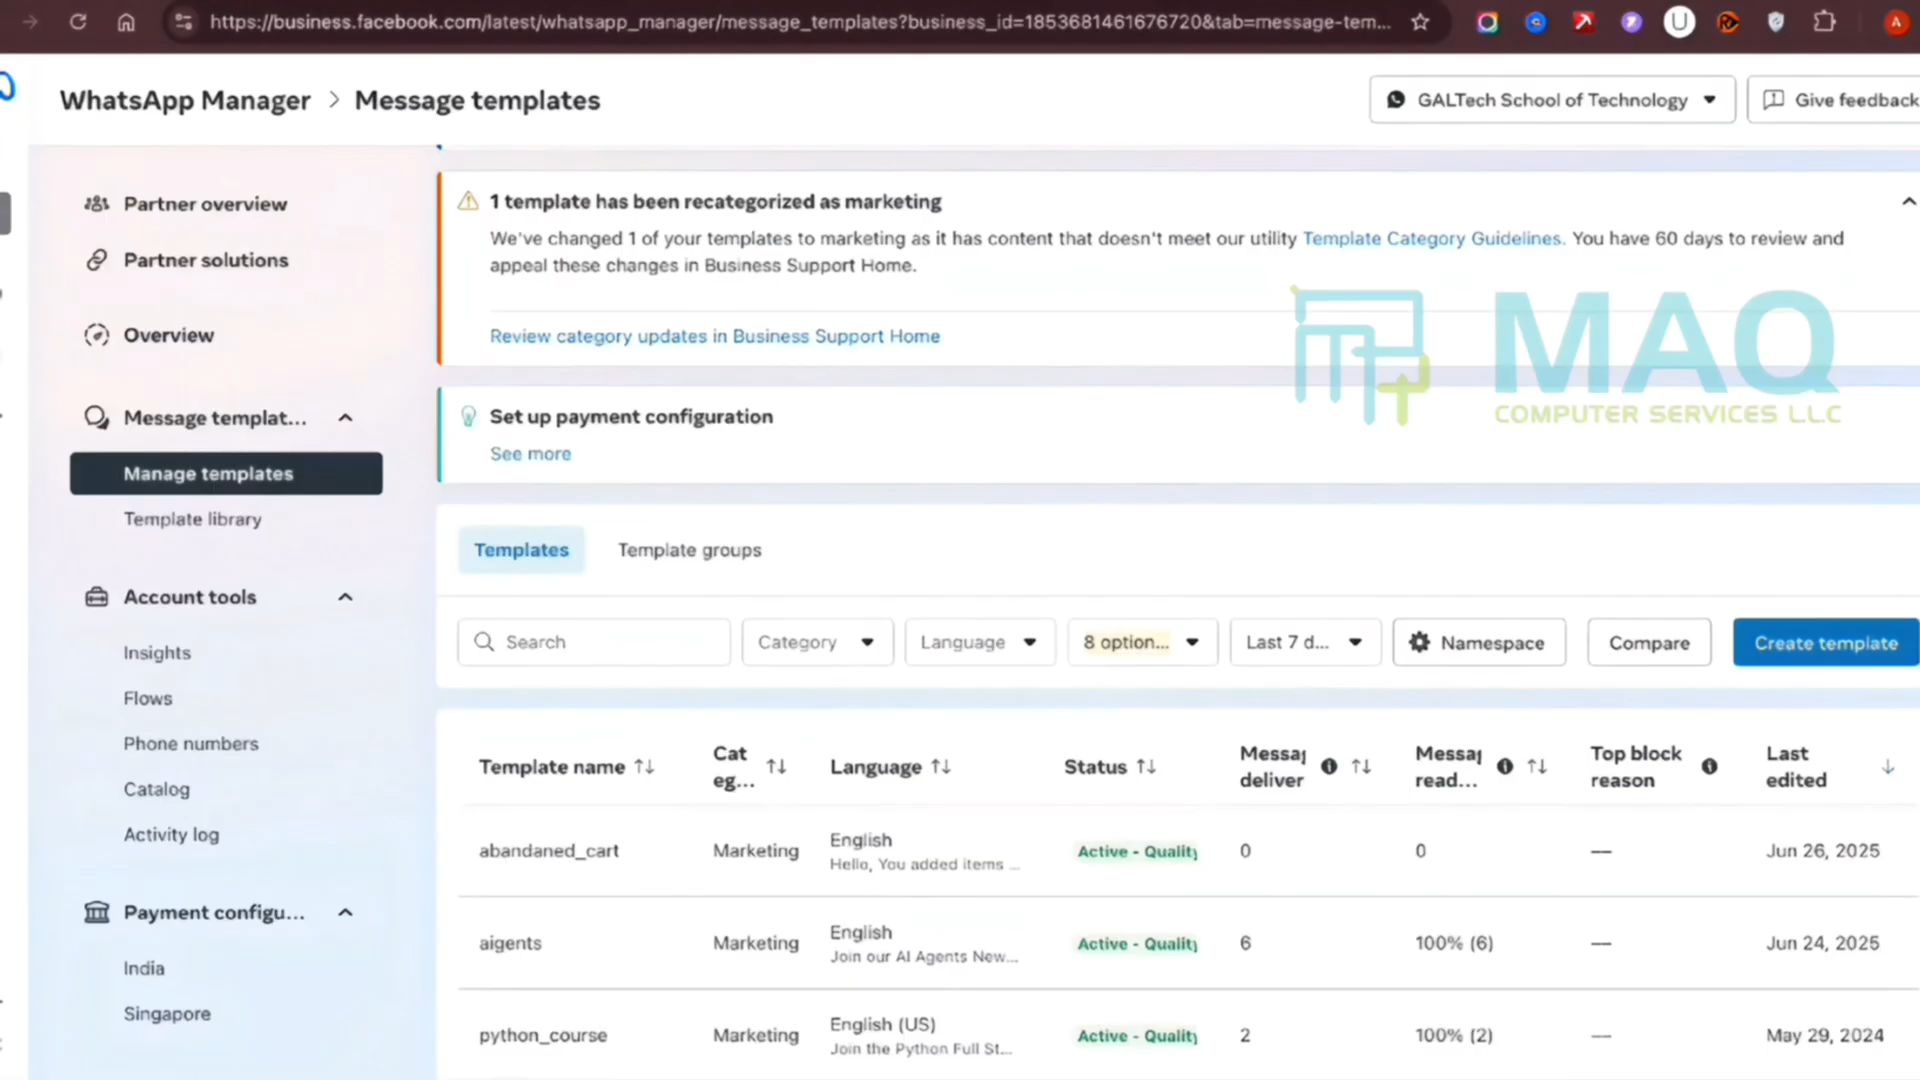 https://business.facebook.com/latest/whatsapp_manager/message_templates?business_id=1853681461676720&tab=message-tem...
U
A
WhatsApp Manager > Message templates
GALTech School of Technology
Give feedback
Partner overview
Partner solutions
Overview
Message templat...
Manage templates
Template library
Account tools
Insights
Flows
Phone numbers
Catalog
Activity log
Payment configu...
India
Singapore
1 template has been recategorized as marketing
We've changed 1 of your templates to marketing as it has content that doesn't meet our utility Template Category Guidelines. You have 60 days to review and
appeal these changes in Business Support Home.
Review category updates in Business Support Home
MAQ
COMPUTER SERVICES L.L.C
Set up payment configuration
See more
Templates
Template groups
Search
Category
Language
8 option...
Last 7 d...
Namespace
Compare
Create template
Template name
Cat
eg...
Language
Status
Messag
deliver
Messag
read...
Top block
reason
Last
edited
abandaned_cart
Marketing
English
Hello, You added items ...
Active - Quality
0
0
—
Jun 26, 2025
aigents
Marketing
English
Join our AI Agents New...
Active - Quality
6
100% (6)
—
Jun 24, 2025
python_course
Marketing
English (US)
Join the Python Full St...
Active - Quality
2
100% (2)
—
May 29, 2024